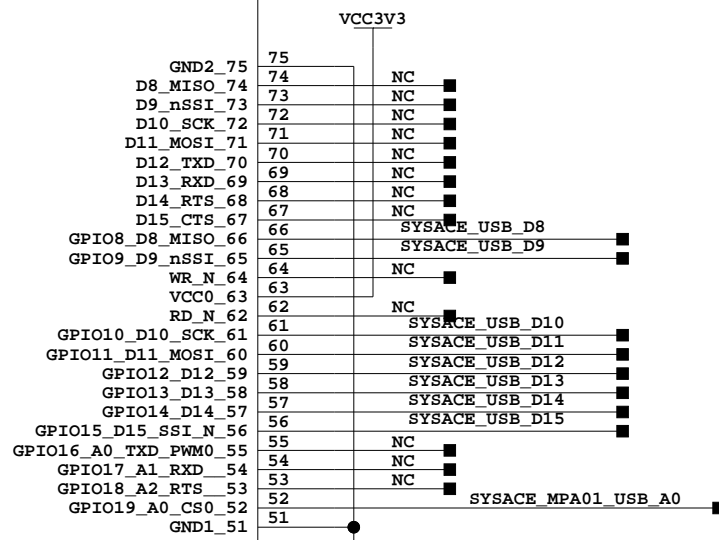 VCC3V3
GND2_75 75
D8_MISO_74 74 NC
D9_nSSI_73 73 NC
D10_SCK_72 72 NC
D11_MOSI_71 71 NC
D12_TXD_70 70 NC
D13_RXD_69 69 NC
D14_RTS_68 68 NC
D15_CTS_67 67 NC
GPIO8_D8_MISO_66 66 SYSACE_USB_D8
GPIO9_D9_nSSI_65 65 SYSACE_USB_D9
WR_N_64 64 NC
VCC0_63 63
RD_N_62 62 NC
GPIO10_D10_SCK_61 61 SYSACE_USB_D10
GPIO11_D11_MOSI_60 60 SYSACE_USB_D11
GPIO12_D12_59 59 SYSACE_USB_D12
GPIO13_D13_58 58 SYSACE_USB_D13
GPIO14_D14_57 57 SYSACE_USB_D14
GPIO15_D15_SSI_N_56 56 SYSACE_USB_D15
GPIO16_A0_TXD_PWM0_55 55 NC
GPIO17_A1_RXD__54 54 NC
GPIO18_A2_RTS__53 53 NC
GPIO19_A0_CS0_52 52 SYSACE_MPA01_USB_A0
GND1_51 51